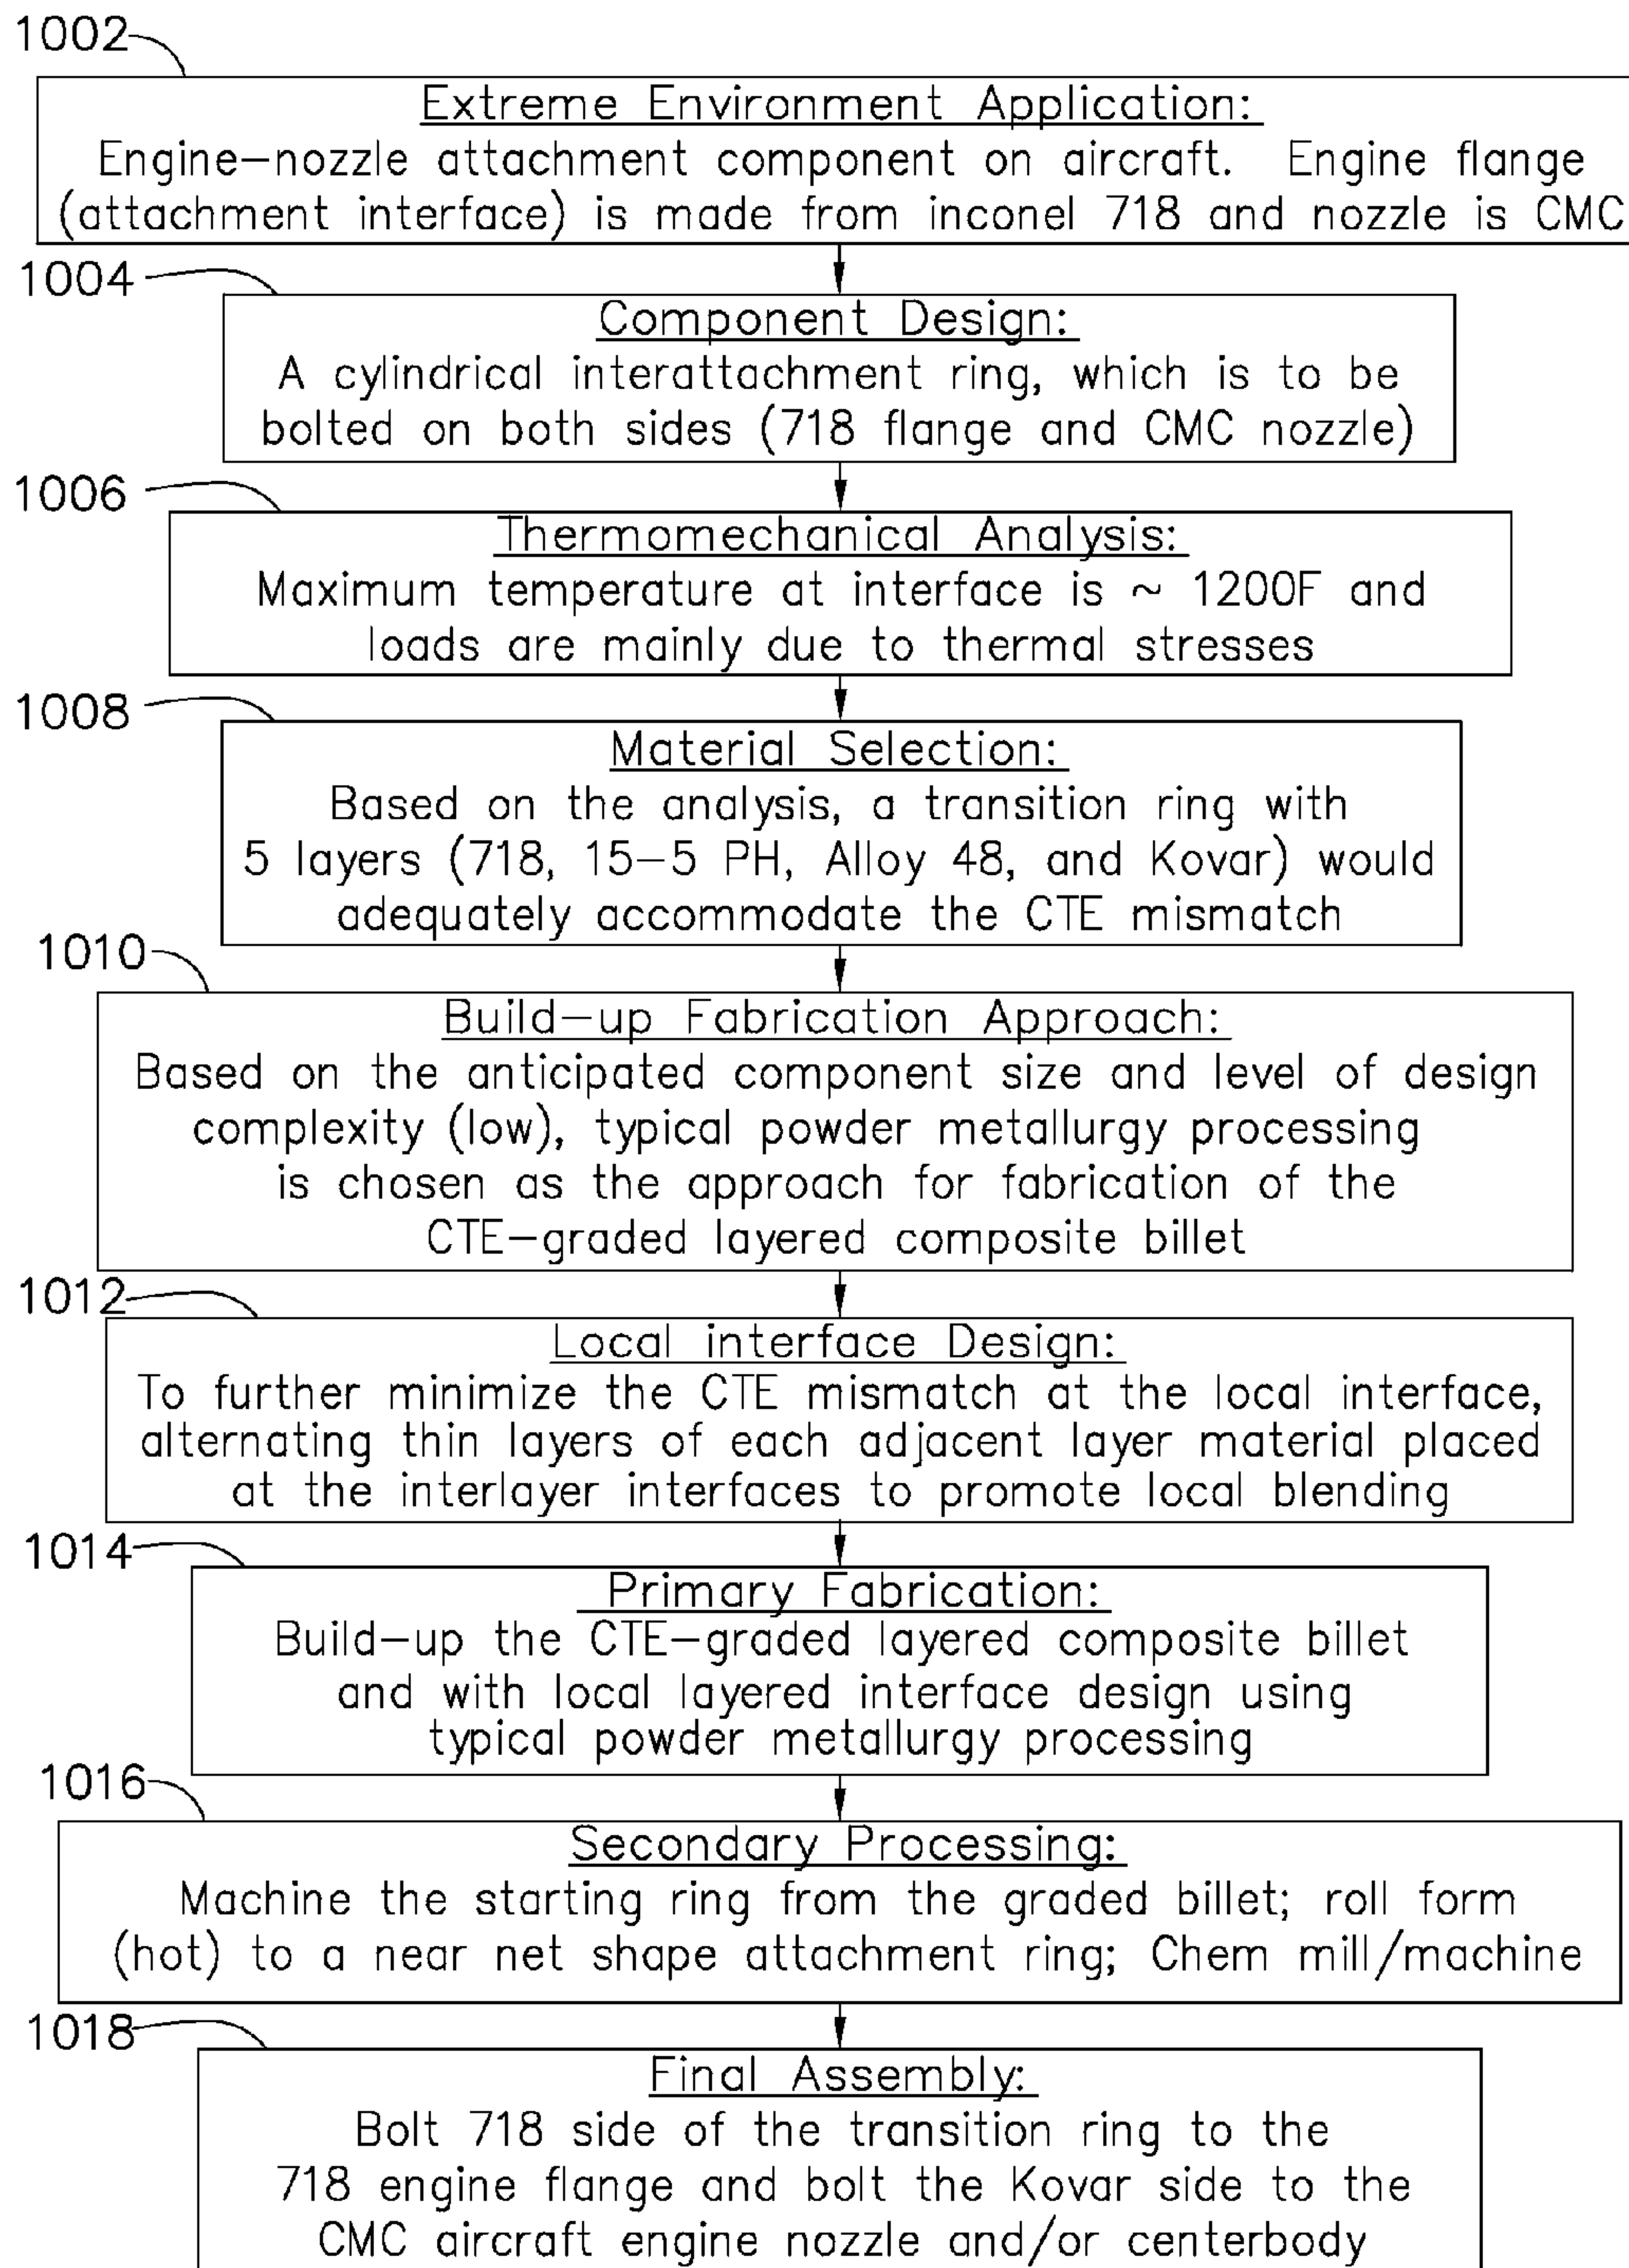 1002
Extreme Environment Application:
Engine-nozzle attachment component on aircraft. Engine flange
(attachment interface) is made from inconel 718 and nozzle is CMC
1004
Component Design:
A cylindrical interattachment ring, which is to be
bolted on both sides (718 flange and CMC nozzle)
1006
Thermomechanical Analysis:
Maximum temperature at interface is ~ 1200F and
loads are mainly due to thermal stresses
1008
Material Selection:
Based on the analysis, a transition ring with
5 layers (718, 15-5 PH, Alloy 48, and Kovar) would
adequately accommodate the CTE mismatch
1010
Build-up Fabrication Approach:
Based on the anticipated component size and level of design
complexity (low), typical powder metallurgy processing
is chosen as the approach for fabrication of the
CTE-graded layered composite billet
1012
Local interface Design:
To further minimize the CTE mismatch at the local interface,
alternating thin layers of each adjacent layer material placed
at the interlayer interfaces to promote local blending
1014
Primary Fabrication:
Build-up the CTE-graded layered composite billet
and with local layered interface design using
typical powder metallurgy processing
1016
Secondary Processing:
Machine the starting ring from the graded billet; roll form
(hot) to a near net shape attachment ring; Chem mill/machine
1018
Final Assembly:
Bolt 718 side of the transition ring to the
718 engine flange and bolt the Kovar side to the
CMC aircraft engine nozzle and/or centerbody